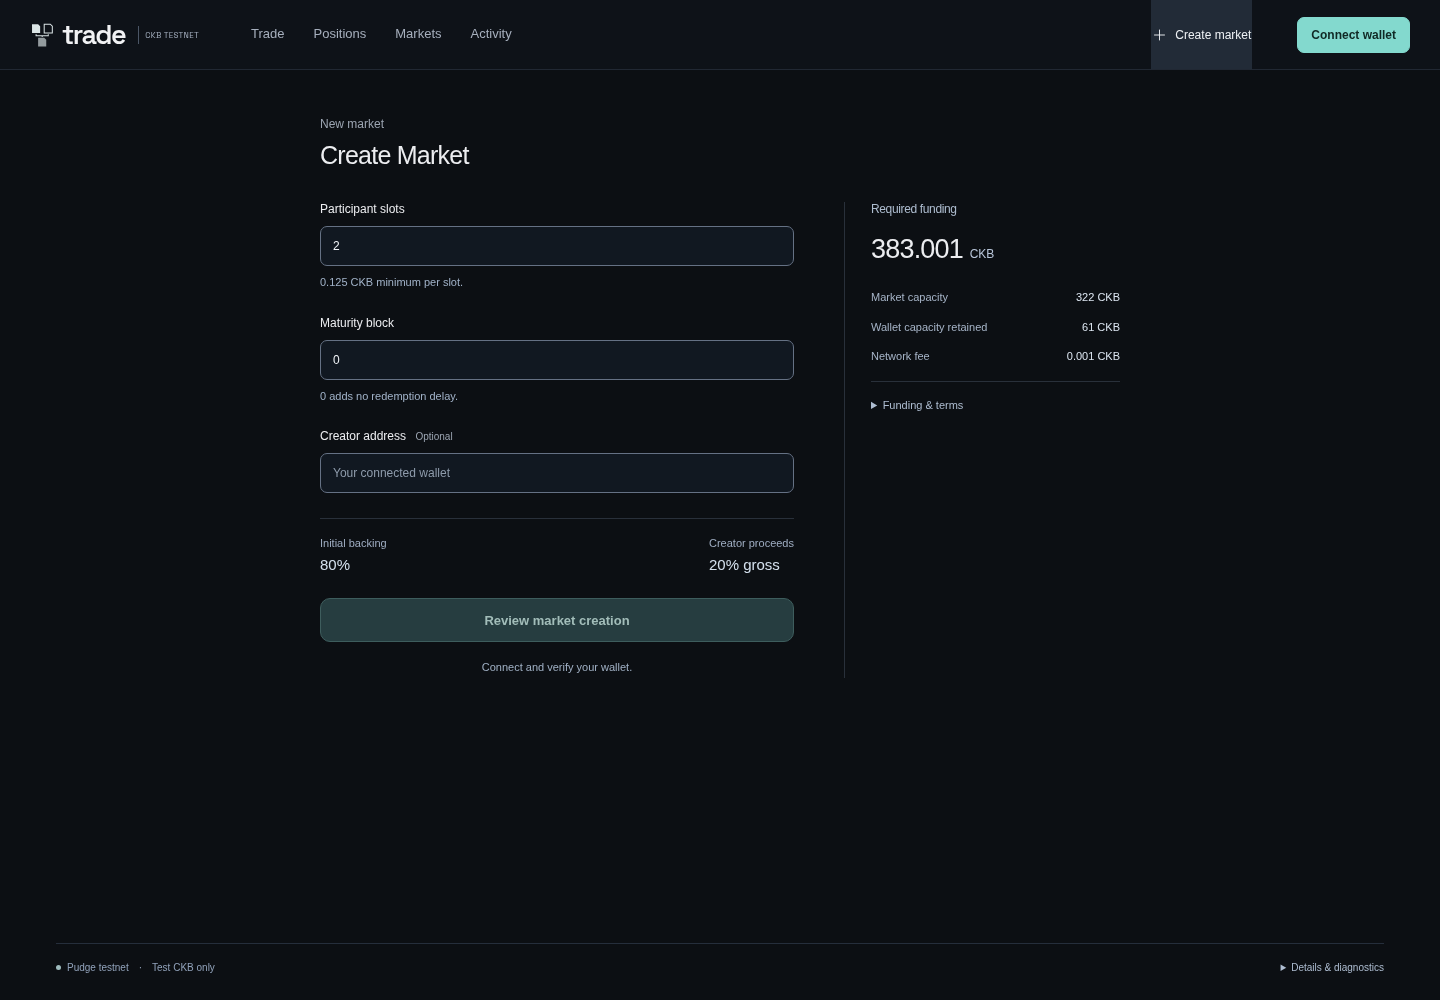 trade
CKB TESTNET
Trade
Positions
Markets
Activity
Create market
Connect wallet
New market
Create Market
Participant slots
2
0.125 CKB minimum per slot.
Maturity block
0
0 adds no redemption delay.
Creator address Optional
Your connected wallet
Initial backing
80%
Creator proceeds
20% gross
Review market creation
Connect and verify your wallet.
Required funding
383.001 CKB
Market capacity 322 CKB
Wallet capacity retained 61 CKB
Network fee 0.001 CKB
Funding & terms
Pudge testnet · Test CKB only
Details & diagnostics